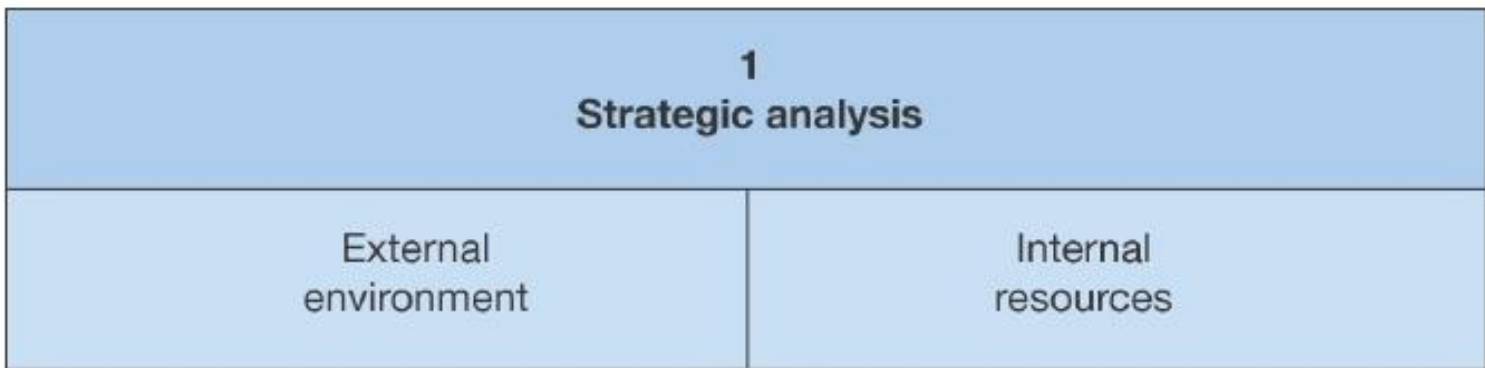 1
Strategic analysis
External
environment
Internal
resources